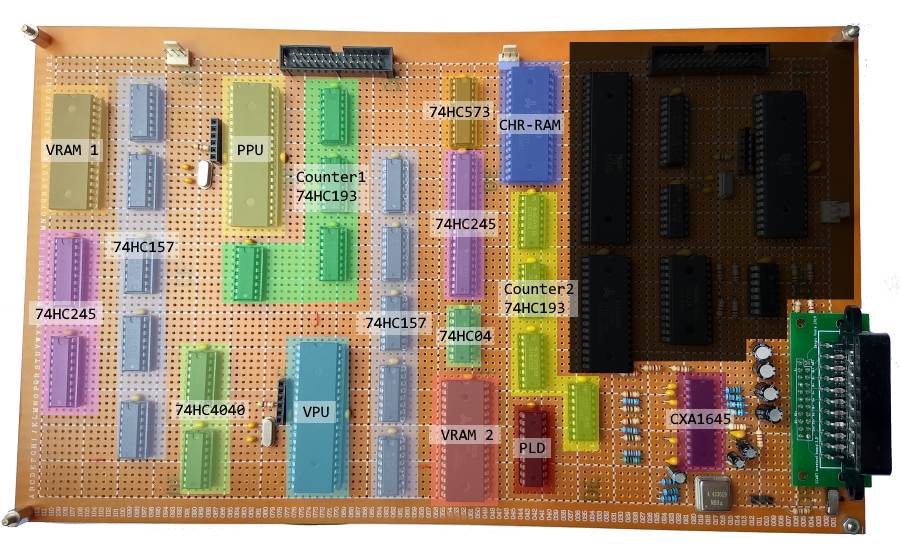 74HC573
CHR-RAM
VRAM 1
PPU
Counter1
74HC193
74HC245
74HC157
Counter2
74HC193
74HC245
74HC157
74HC04
74HC4040
VPU
CXA1645
VRAM 2
PLD